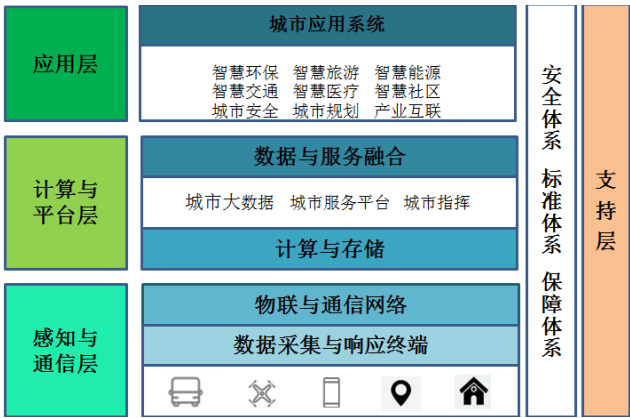 应用层
城市应用系统
智慧环保 智慧旅游 智慧能源
智慧交通 智慧医疗 智慧社区
城市安全 城市规划 产业互联
计算与
平台层
数据与服务融合
城市大数据 城市服务平台 城市指挥
计算与存储
感知与
通信层
物联与通信网络
数据采集与响应终端
安全体系 标准体系 保障体系
支持层